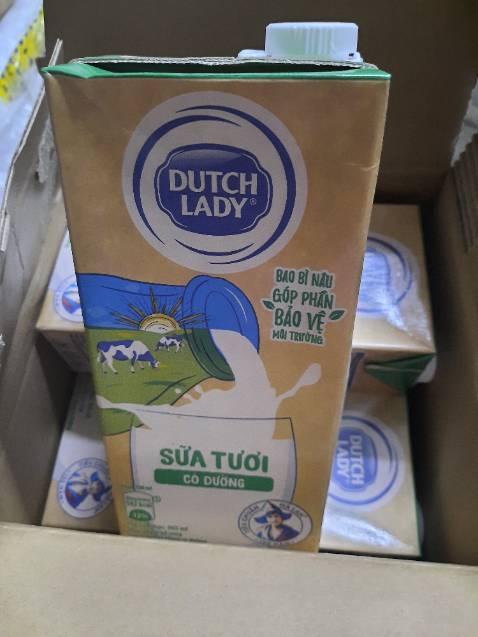 DUTCH
LADY®
BAO BÌ NÂU
GÓP PHẦN
BẢO VỆ
MÔI TRƯỜNG
SỮA TƯƠI
CÓ ĐƯỜNG
DUTCH
LADY